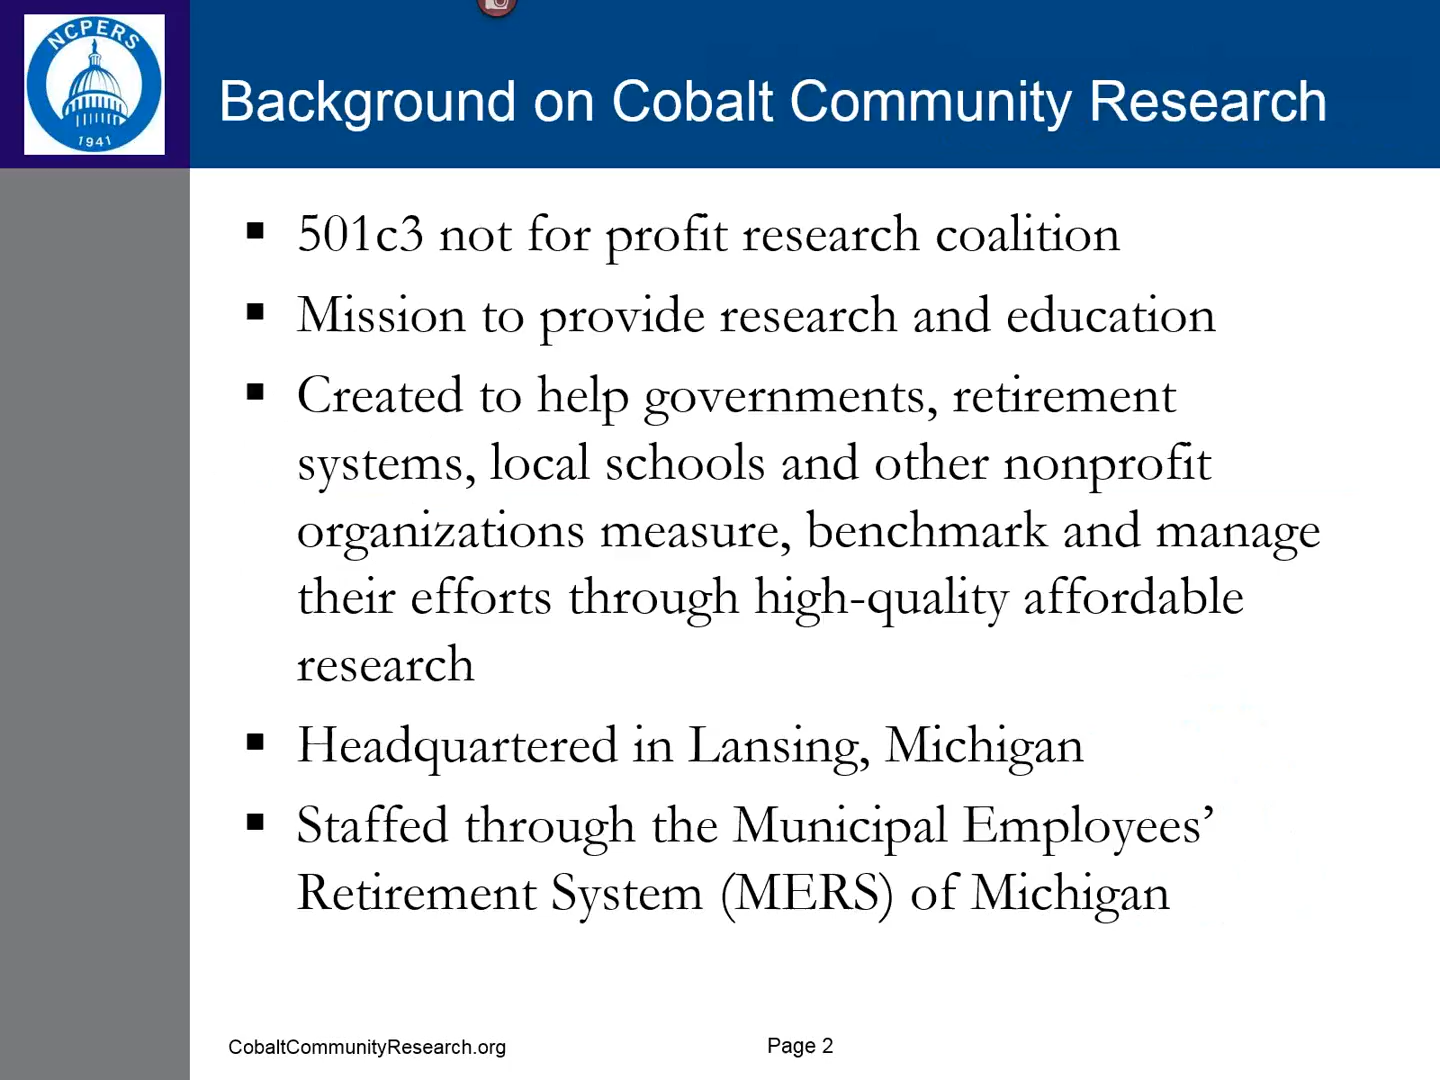 NCPERS
1941
Background on Cobalt Community Research
▪ 501c3 not for profit research coalition
▪ Mission to provide research and education
▪ Created to help governments, retirement
systems, local schools and other nonprofit
organizations measure, benchmark and manage
their efforts through high-quality affordable
research
▪ Headquartered in Lansing, Michigan
▪ Staffed through the Municipal Employees’
Retirement System (MERS) of Michigan
CobaltCommunityResearch.org
Page 2